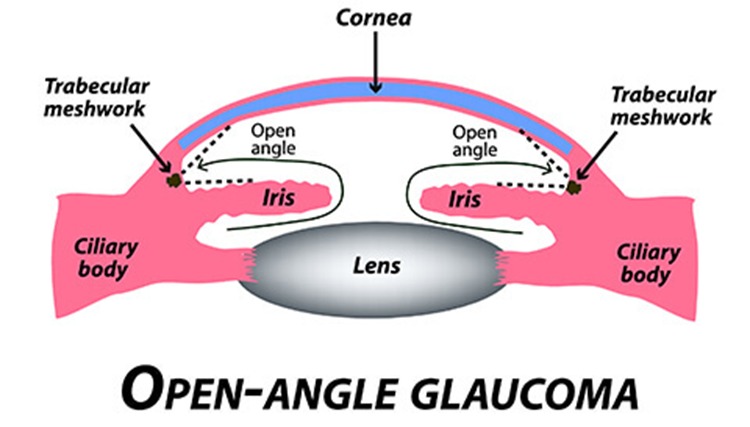 Cornea
Trabecular
meshwork
Trabecular
meshwork
Open
angle
Open
angle
Iris
Iris
Ciliary
body
Lens
Ciliary
body
OPEN-ANGLE GLAUCOMA